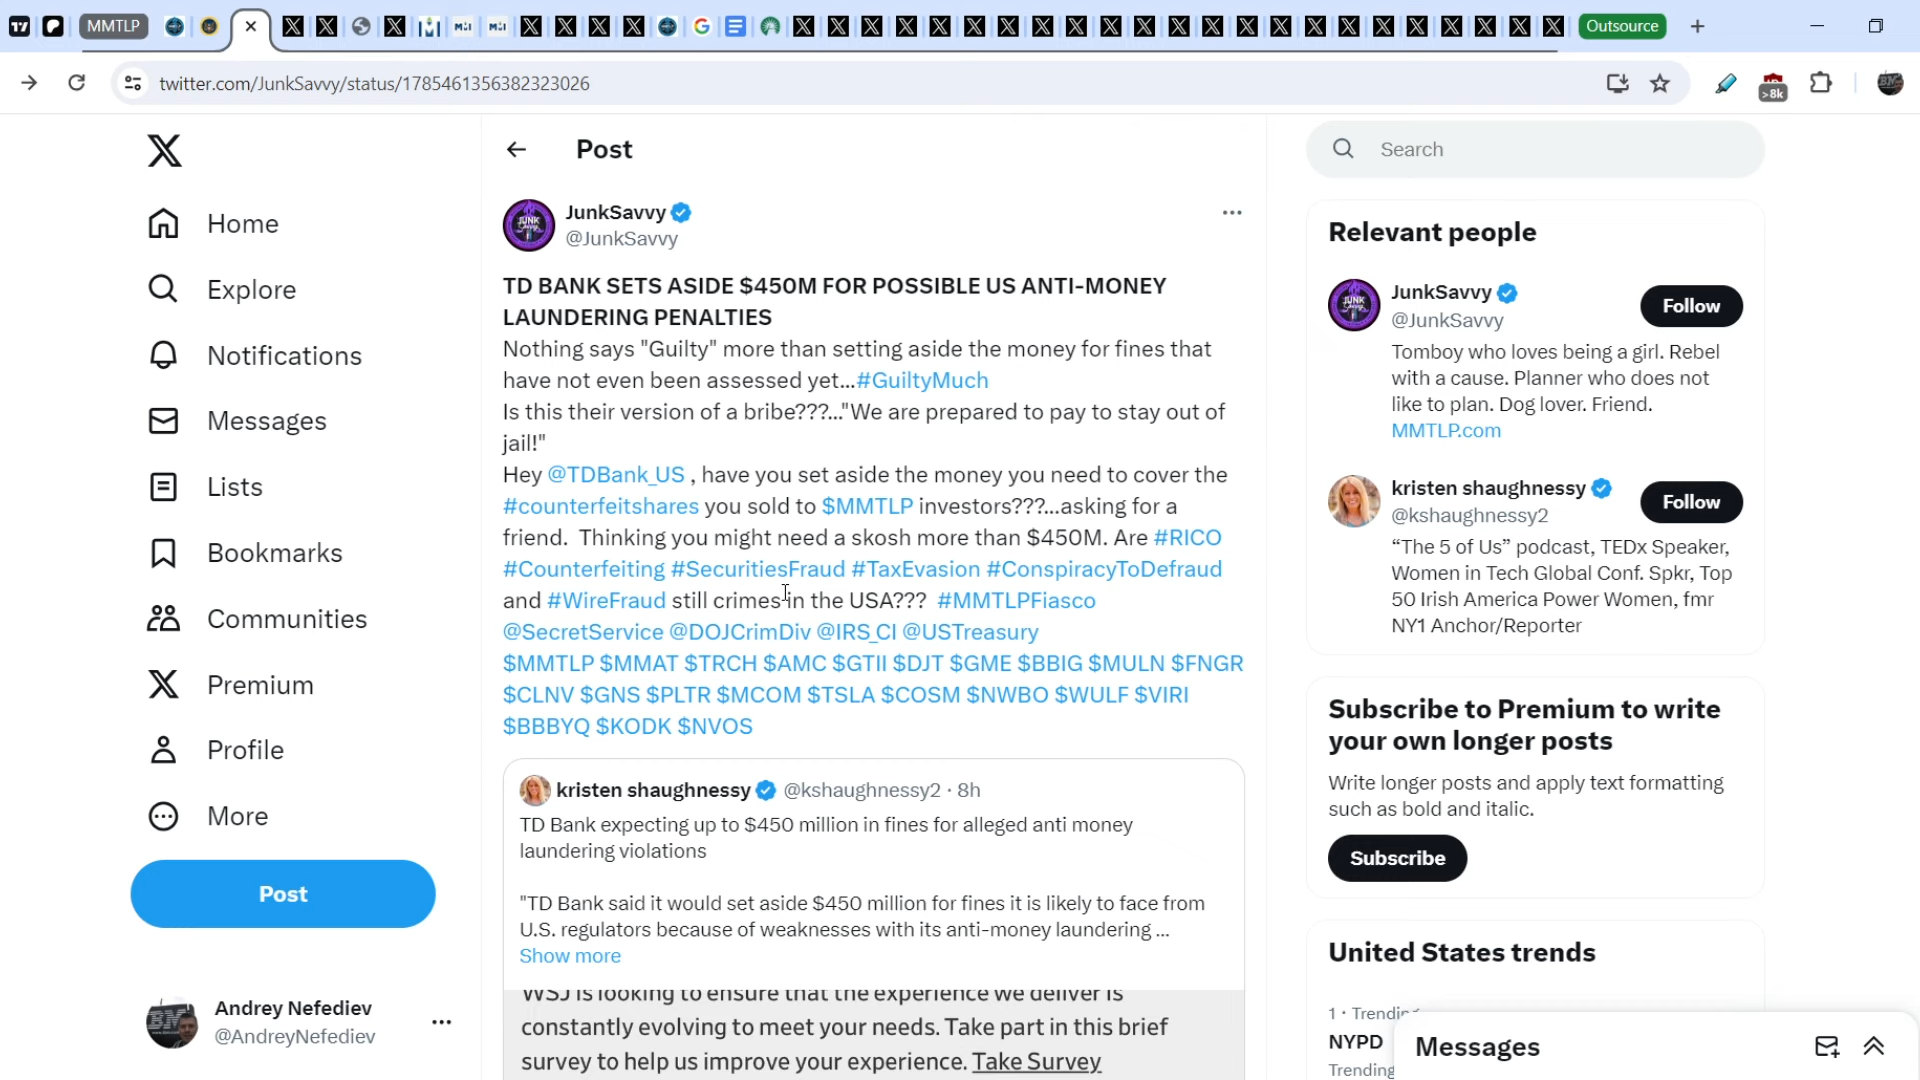 MMTLP
Outsource
twitter.com/JunkSavvy/status/1785461356382323026
>8k
Home
Explore
Notifications
Messages
Lists
Bookmarks
Communities
Premium
Profile
More
Post
Andrey Nefediev
@AndreyNefediev
Post
JunkSavvy
@JunkSavvy
TD BANK SETS ASIDE $450M FOR POSSIBLE US ANTI-MONEY
LAUNDERING PENALTIES
Nothing says "Guilty" more than setting aside the money for fines that
have not even been assessed yet...#GuiltyMuch
Is this their version of a bribe???..."We are prepared to pay to stay out of
jail!"
Hey @TDBank_US , have you set aside the money you need to cover the
#counterfeitshares you sold to $MMTLP investors???...asking for a
friend.  Thinking you might need a skosh more than $450M. Are #RICO
#Counterfeiting #SecuritiesFraud #TaxEvasion #ConspiracyToDefraud
and #WireFraud still crimes in the USA???  #MMTLPFiasco
@SecretService @DOJCrimDiv @IRS_CI @USTreasury
$MMTLP $MMAT $TRCH $AMC $GTII $DJT $GME $BBIG $MULN $FNGR
$CLNV $GNS $PLTR $MCOM $TSLA $COSM $NWBO $WULF $VIRI
$BBBYQ $KODK $NVOS
kristen shaughnessy @kshaughnessy2 · 8h
TD Bank expecting up to $450 million in fines for alleged anti money
laundering violations
"TD Bank said it would set aside $450 million for fines it is likely to face from
U.S. regulators because of weaknesses with its anti-money laundering ...
Show more
WSJ is looking to ensure that the experience we deliver is
constantly evolving to meet your needs. Take part in this brief
survey to help us improve your experience. Take Survey
Search
Relevant people
JunkSavvy
@JunkSavvy
Follow
Tomboy who loves being a girl. Rebel
with a cause. Planner who does not
like to plan. Dog lover. Friend.
MMTLP.com
kristen shaughnessy
@kshaughnessy2
Follow
“The 5 of Us” podcast, TEDx Speaker,
Women in Tech Global Conf. Spkr, Top
50 Irish America Power Women, fmr
NY1 Anchor/Reporter
Subscribe to Premium to write
your own longer posts
Write longer posts and apply text formatting
such as bold and italic.
Subscribe
United States trends
1 · Trending
NYPD
Trending
Messages